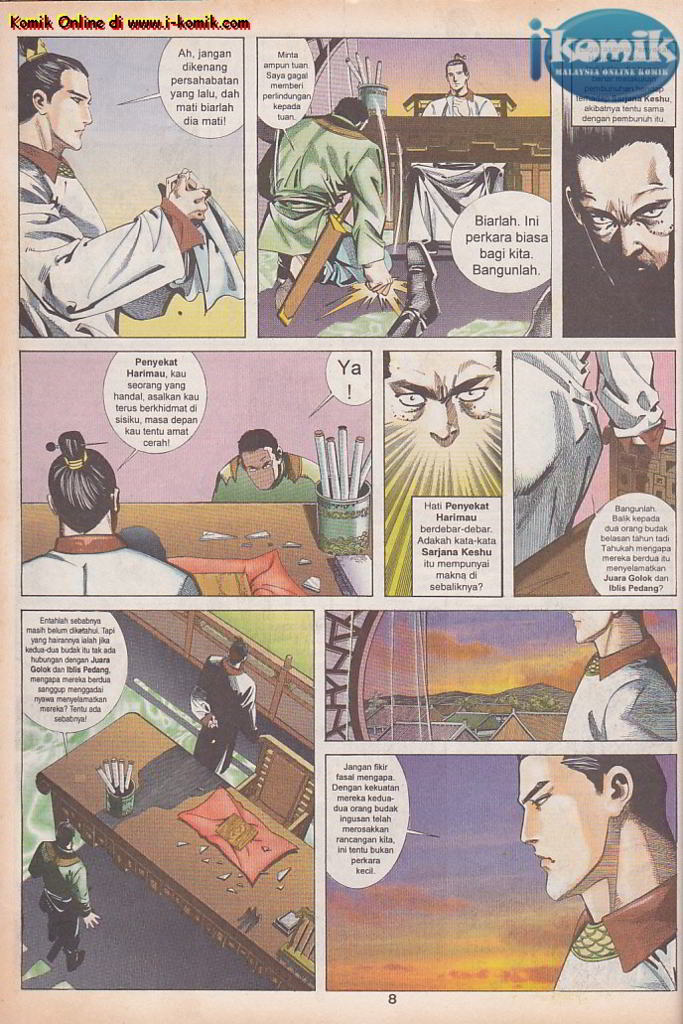 Komik Online di www.i-komik.com
ikomik
MALAYSIA ONLINE KOMIK
Ah, jangan
dikenang
persahabatan
yang lalu, dah
mati biarlah
dia mati!
Minta
ampun tuan.
Saya gagal
memberi
perlindungan
kepada
tuan.
Biarlah. Ini
perkara biasa
bagi kita.
Bangunlah.
pembunuhan
Sarjana Keshu,
akibatnya tentu sama
dengan pembunuh itu.
Penyekat
Harimau, kau
seorang yang
handal, asalkan kau
terus berkhidmat di
sisiku, masa depan
kau tentu amat
cerah!
Ya
!
Hati Penyekat
Harimau
berdebar-debar.
Adakah kata-kata
Sarjana Keshu
itu mempunyai
makna di
sebaliknya?
Bangunlah.
Balik kepada
dua orang budak
belasan tahun tadi
Tahukah mengapa
mereka berdua itu
menyelamatkan
Juara Golok dan
Iblis Pedang?
Entahlah sebabnya
masih belum diketahui. Tapi
yang hairannya ialah jika
kedua-dua budak itu tak ada
hubungan dengan Juara
Golok dan Iblis Pedang,
mengapa mereka berdua
sanggup menggadai
nyawa menyelamatkan
mereka? Tentu ada
sebabnya!
Jangan fikir
fasal mengapa.
Dengan kekuatan
mereka kedua-
dua orang budak
ingusan telah
merosakkan
rancangan kita,
ini tentu bukan
perkara
kecil.
8